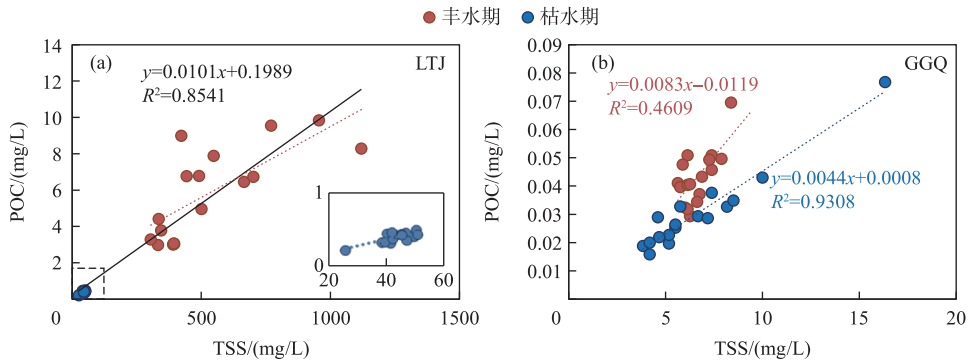 丰水期 枯水期
(a)
LTJ
y=0.0101x+0.1989
R²=0.8541
14
12
10
8
6
4
2
0
POC/(mg/L)
1
0
20 40 60
0 500 1000 1500
TSS/(mg/L)
(b)
GGQ
y=0.0083x−0.0119
R²=0.4609
y=0.0044x+0.0008
R²=0.9308
0.09
0.08
0.07
0.06
0.05
0.04
0.03
0.02
0.01
0
POC/(mg/L)
5 10 15 20
TSS/(mg/L)